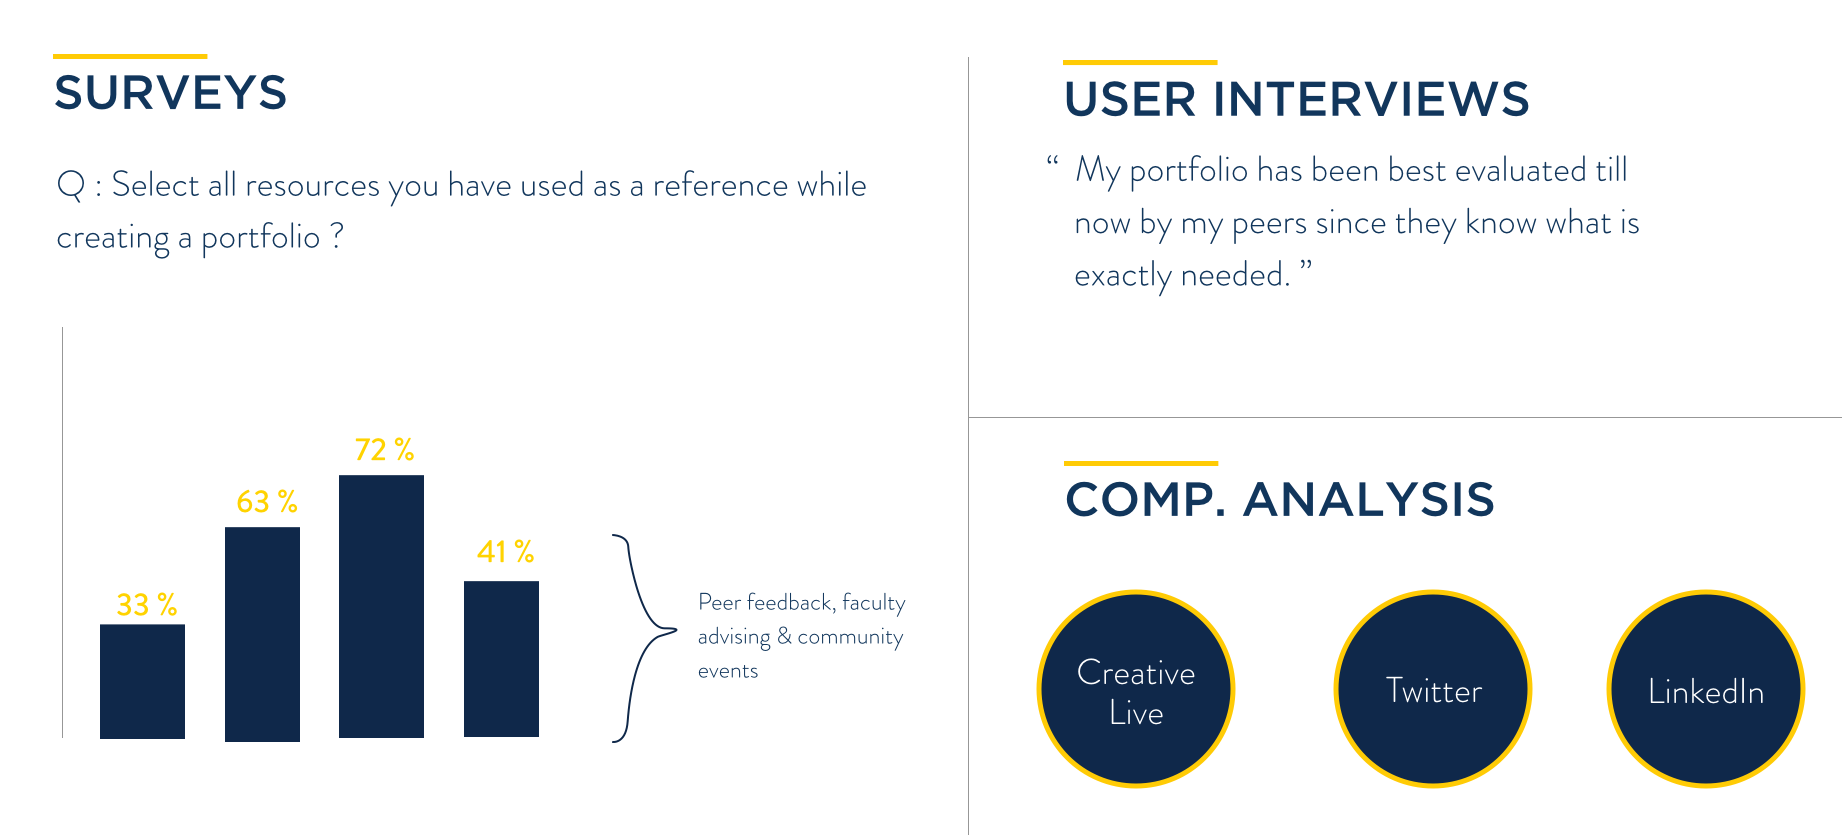 SURVEYS
Q : Select all resources you have used as a reference while
creating a portfolio ?
33 %
63 %
72 %
41 %
Peer feedback, faculty
advising & community
events
USER INTERVIEWS
“ My portfolio has been best evaluated till
now by my peers since they know what is
exactly needed. ”
COMP. ANALYSIS
Creative
Live
Twitter
LinkedIn